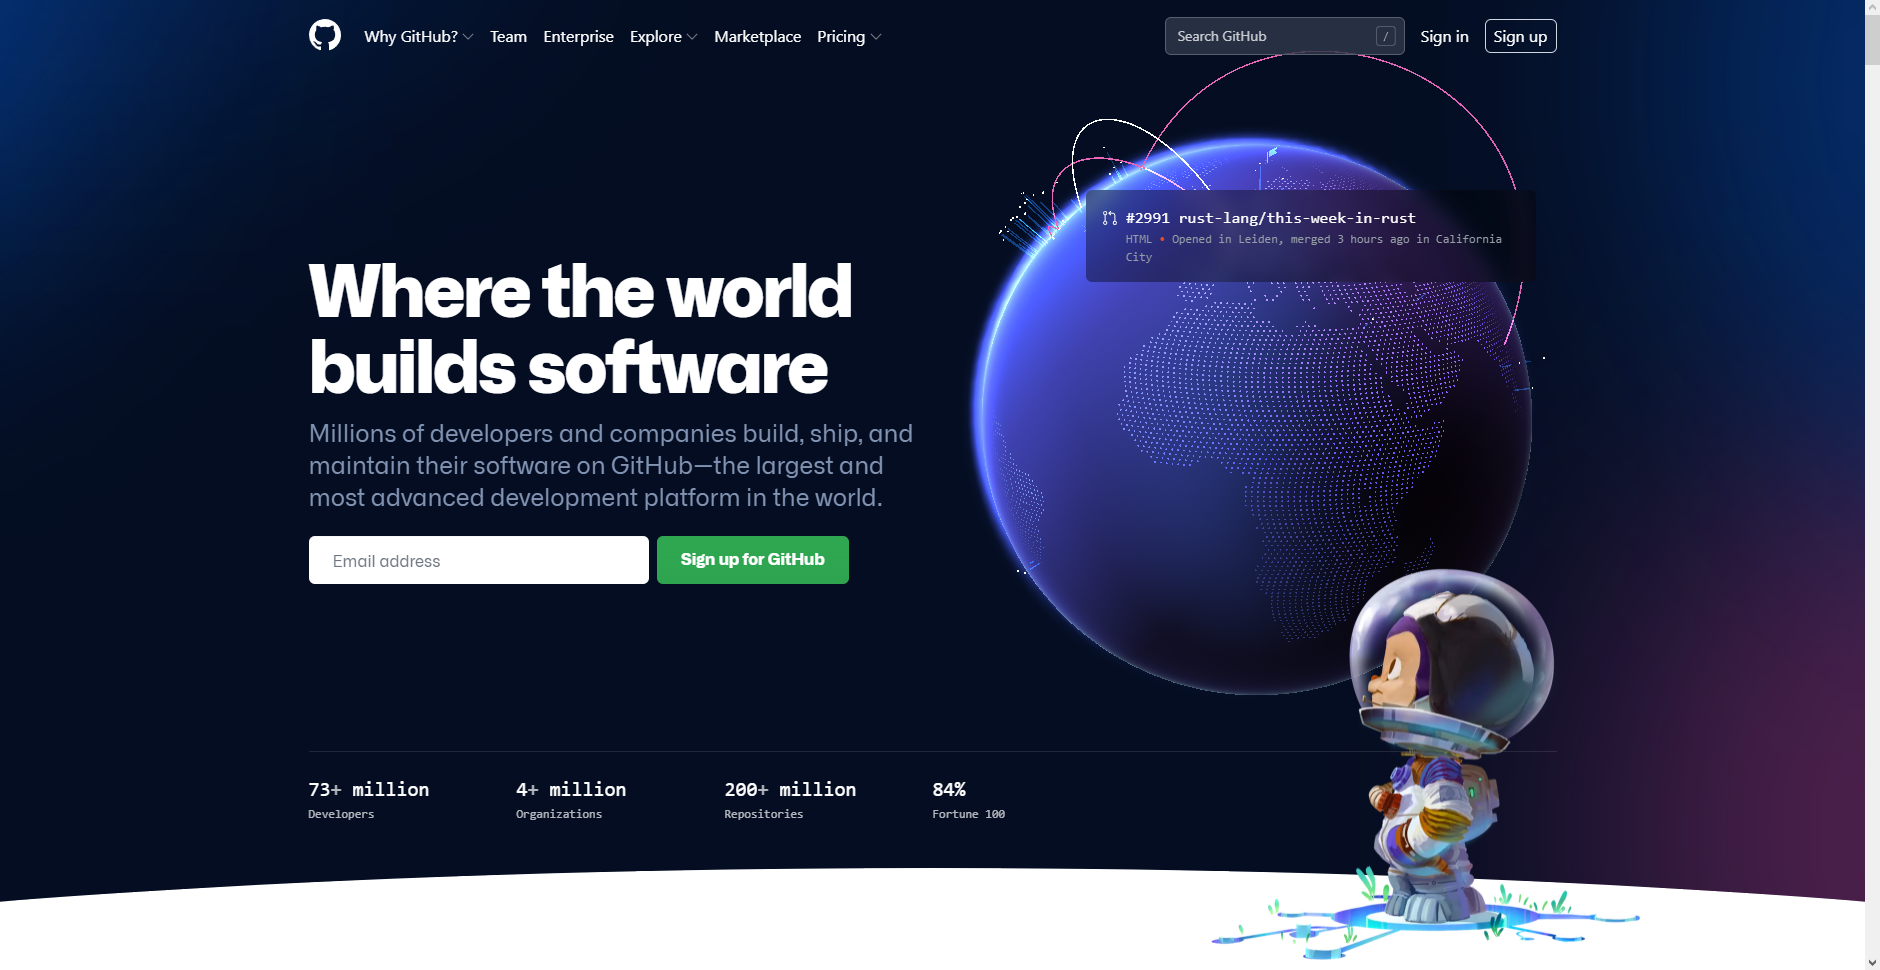 Why GitHub?
Team
Enterprise
Explore
Marketplace
Pricing
Search GitHub
/
Sign in
Sign up
#2991 rust-lang/this-week-in-rust
HTML • Opened in Leiden, merged 3 hours ago in California
City
Where the world
builds software
Millions of developers and companies build, ship, and
maintain their software on GitHub—the largest and
most advanced development platform in the world.
Email address
Sign up for GitHub
73+ million
Developers
4+ million
Organizations
200+ million
Repositories
84%
Fortune 100